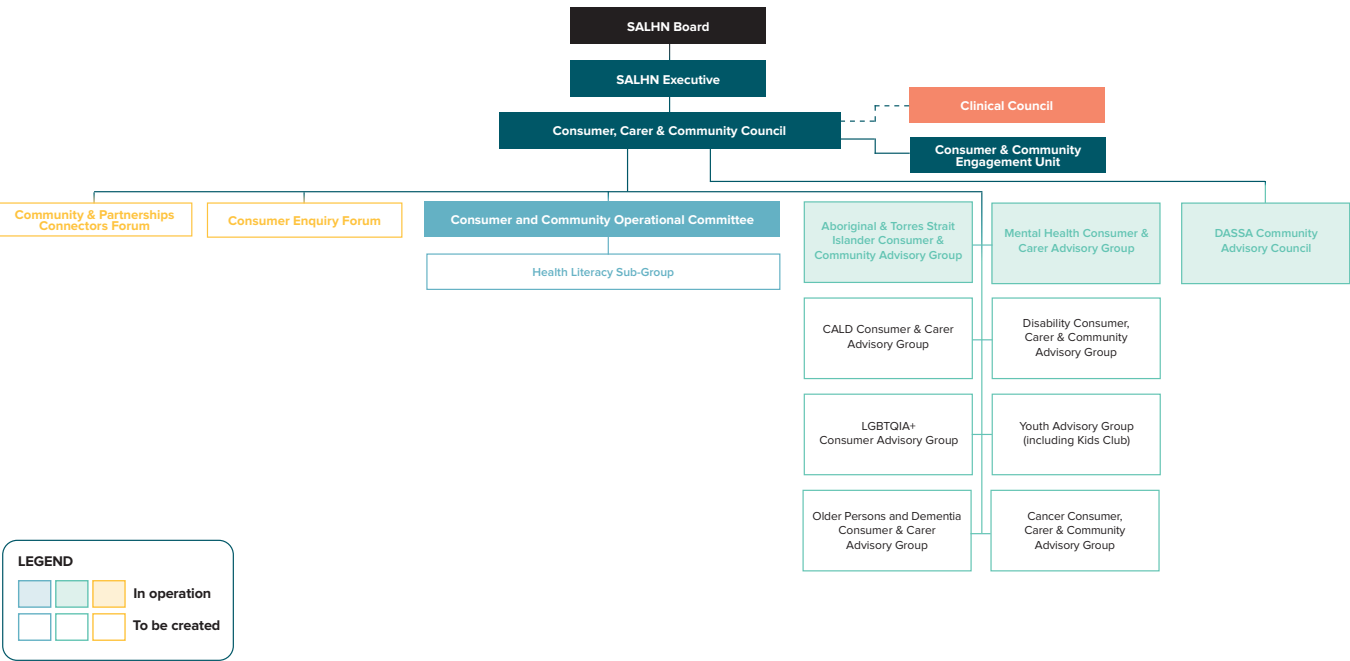 SALHN Board
SALHN Executive
Clinical Council
Consumer, Carer & Community Council
Consumer & Community
Engagement Unit
Community & Partnerships
Connectors Forum
Consumer Enquiry Forum
Consumer and Community Operational Committee
Health Literacy Sub-Group
Aboriginal & Torres Strait
Islander Consumer &
Community Advisory Group
Mental Health Consumer &
Carer Advisory Group
DASSA Community
Advisory Council
CALD Consumer & Carer
Advisory Group
Disability Consumer,
Carer & Community
Advisory Group
LGBTQIA+
Consumer Advisory Group
Youth Advisory Group
(including Kids Club)
Older Persons and Dementia
Consumer & Carer
Advisory Group
Cancer Consumer,
Carer & Community
Advisory Group
LEGEND
In operation
To be created